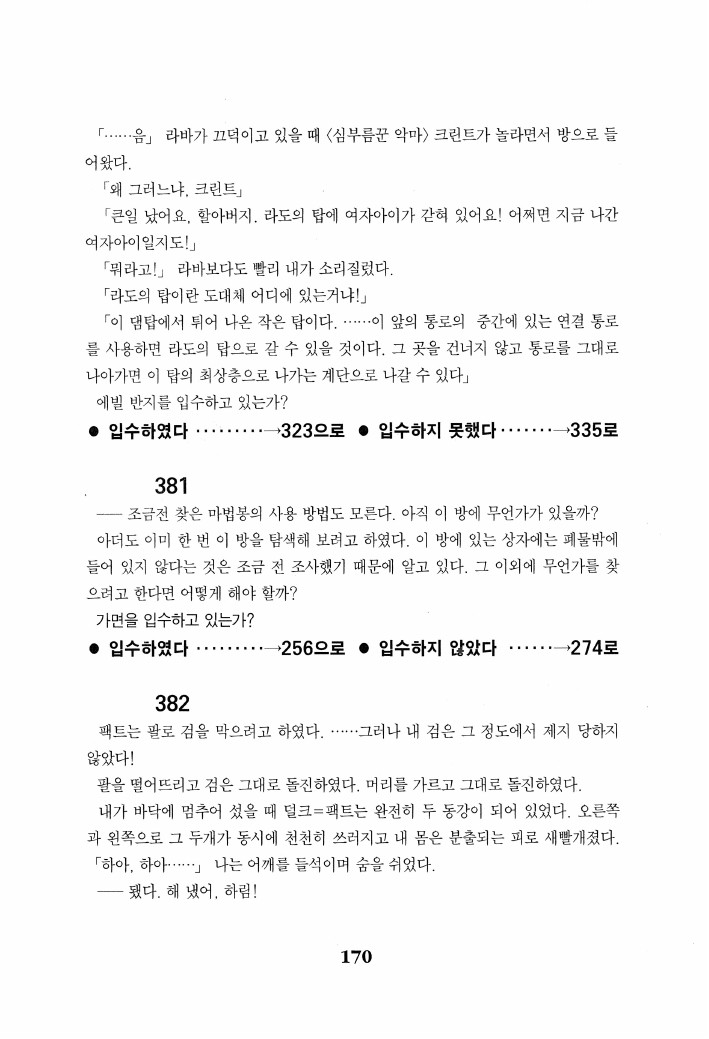 「……음」 라바가 끄덕이고 있을 때 〈심부름꾼 악마〉 크린트가 놀라면서 방으로 들
어왔다.
「왜 그러느냐, 크린트」
「큰일 났어요, 할아버지. 라도의 탑에 여자아이가 갇혀 있어요! 어쩌면 지금 나간
여자아이일지도!」
「뭐라고!」 라바보다도 빨리 내가 소리질렀다.
「라도의 탑이란 도대체 어디에 있는거냐!」
「이 댐탑에서 튀어 나온 작은 탑이다. ……이 앞의 통로의 중간에 있는 연결 통로
를 사용하면 라도의 탑으로 갈 수 있을 것이다. 그 곳을 건너지 않고 통로를 그대로
나아가면 이 탑의 최상층으로 나가는 계단으로 나갈 수 있다」
에빌 반지를 입수하고 있는가?
● 입수하였다 ⋯⋯⋯→323으로 ● 입수하지 못했다⋯⋯·→335로
381
── 조금전 찾은 마법봉의 사용 방법도 모른다. 아직 이 방에 무언가가 있을까?
아더도 이미 한 번 이 방을 탐색해 보려고 하였다. 이 방에 있는 상자에는 폐물밖에
들어 있지 않다는 것은 조금 전 조사했기 때문에 알고 있다. 그 이외에 무언가를 찾
으려고 한다면 어떻게 해야 할까?
가면을 입수하고 있는가?
● 입수하였다 ⋯⋯⋯→256으로 ● 입수하지 않았다 ⋯⋯→274로
382
팩트는 팔로 검을 막으려고 하였다. ……그러나 내 검은 그 정도에서 제지 당하지
않았다!
팔을 떨어뜨리고 검은 그대로 돌진하였다. 머리를 가르고 그대로 돌진하였다.
내가 바닥에 멈추어 섰을 때 덜크=팩트는 완전히 두 동강이 되어 있었다. 오른쪽
과 왼쪽으로 그 두개가 동시에 천천히 쓰러지고 내 몸은 분출되는 피로 새빨개졌다.
「하아, 하아……」 나는 어깨를 들석이며 숨을 쉬었다.
── 됐다. 해 냈어, 하림!
170